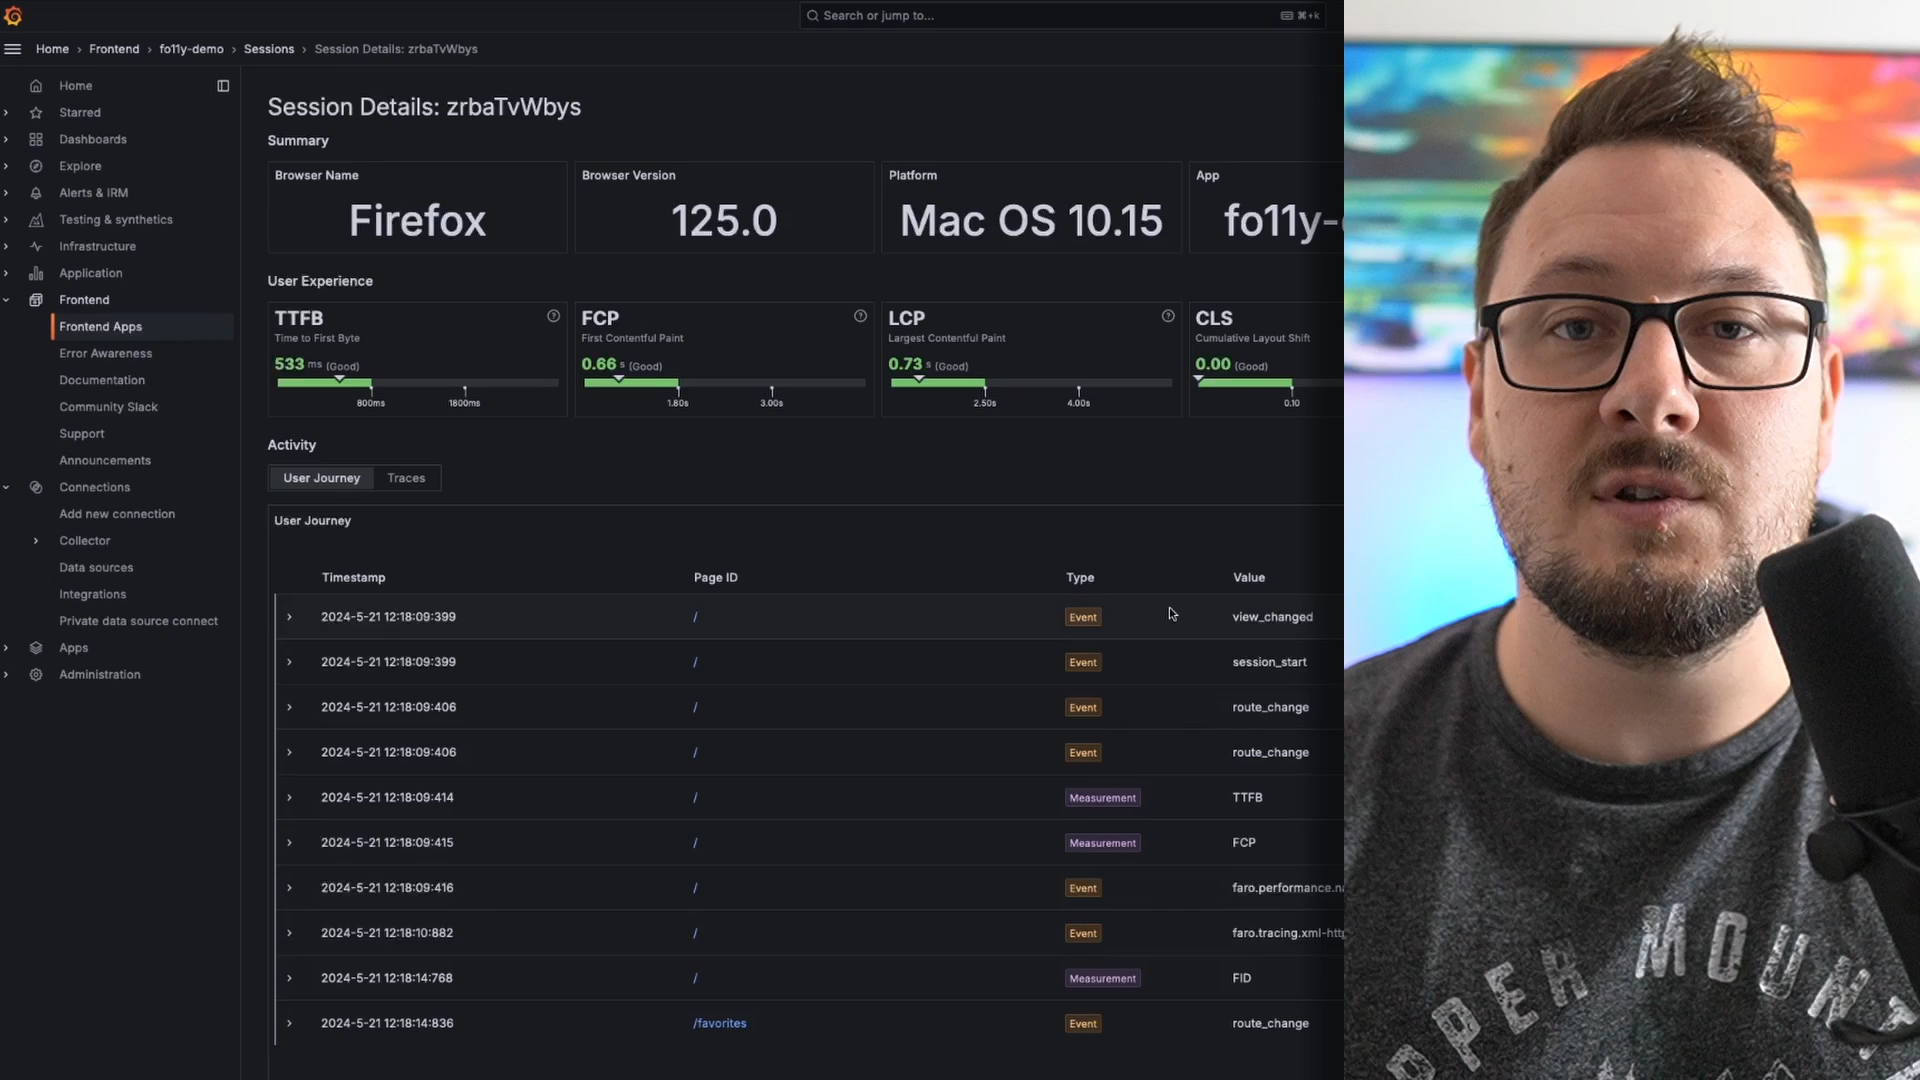 Search or jump to...
⌘+k
Home › Frontend › fo11y-demo › Sessions › Session Details: zrbaTvWbys
Home
Starred
Dashboards
Explore
Alerts & IRM
Testing & synthetics
Infrastructure
Application
Frontend
Frontend Apps
Error Awareness
Documentation
Community Slack
Support
Announcements
Connections
Add new connection
Collector
Data sources
Integrations
Private data source connect
Apps
Administration
Session Details: zrbaTvWbys
Summary
Browser Name
Firefox
Browser Version
125.0
Platform
Mac OS 10.15
App
fo11y-
User Experience
TTFB
Time to First Byte
533 ms (Good)
800ms 1800ms
FCP
First Contentful Paint
0.66 s (Good)
1.80s 3.00s
LCP
Largest Contentful Paint
0.73 s (Good)
2.50s 4.00s
CLS
Cumulative Layout Shift
0.00 (Good)
0.10
Activity
User Journey Traces
User Journey
Timestamp Page ID Type Value
2024-5-21 12:18:09:399 / Event view_changed
2024-5-21 12:18:09:399 / Event session_start
2024-5-21 12:18:09:406 / Event route_change
2024-5-21 12:18:09:406 / Event route_change
2024-5-21 12:18:09:414 / Measurement TTFB
2024-5-21 12:18:09:415 / Measurement FCP
2024-5-21 12:18:09:416 / Event faro.performance.na
2024-5-21 12:18:10:882 / Event faro.tracing.xml-http
2024-5-21 12:18:14:768 / Measurement FID
2024-5-21 12:18:14:836 /favorites Event route_change
PPER MOUNT